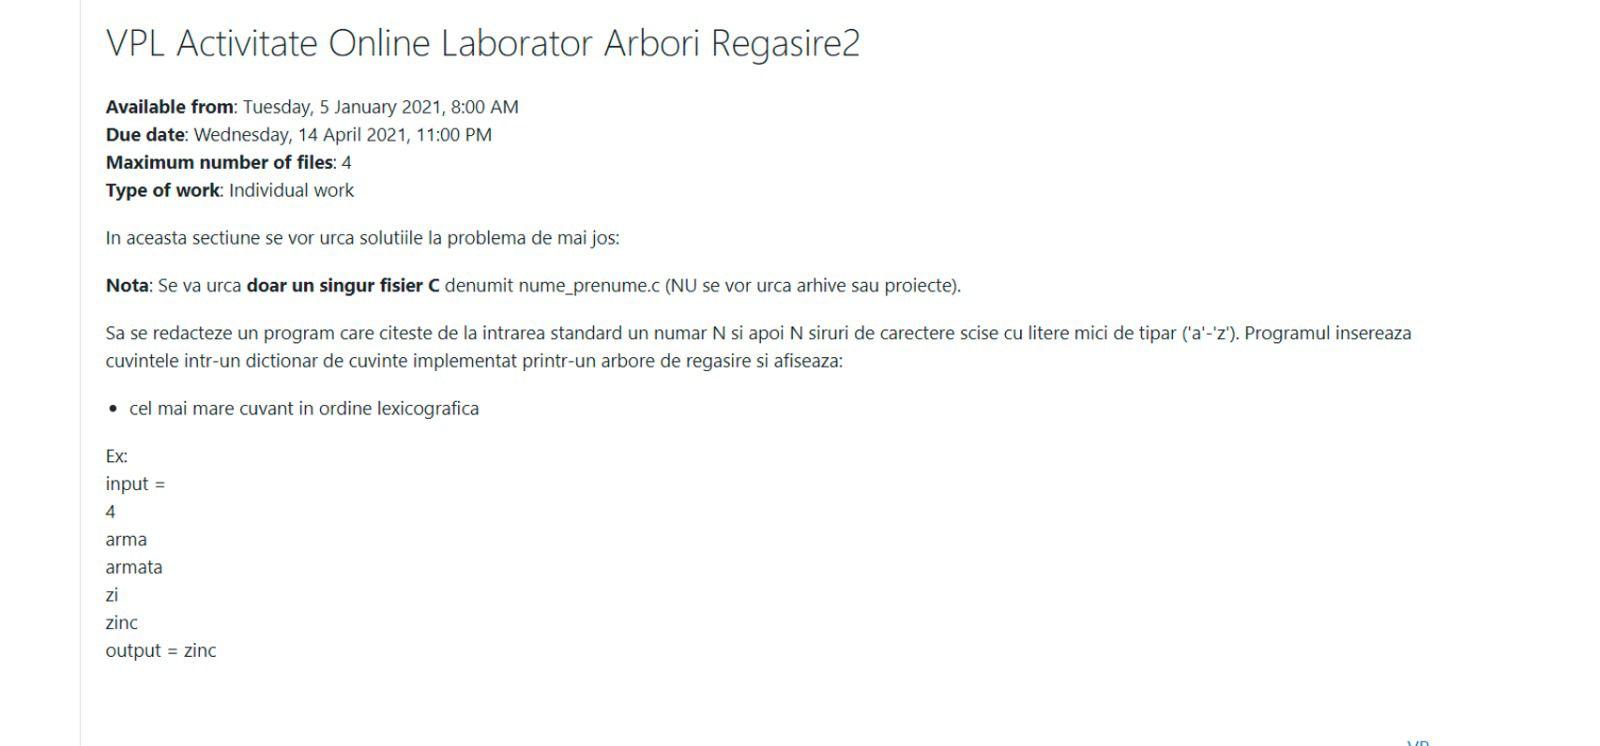 VPL Activitate Online Laborator Arbori Regasire2
Available from: Tuesday, 5 January 2021, 8:00 AM
Due date: Wednesday, 14 April 2021, 11:00 PM
Maximum number of files: 4
Type of work: Individual work
In aceasta sectiune se vor urca solutiile la problema de mai jos:
Nota: Se va urca doar un singur fisier C denumit nume_prenume.c (NU se vor urca arhive sau proiecte).
Sa se redacteze un program care citeste de la intrarea standard un numar N si apoi N siruri de carectere scise cu litere mici de tipar ('a'-'z'). Programul insereaza
cuvintele intr-un dictionar de cuvinte implementat printr-un arbore de regasire si afiseaza:
• cel mai mare cuvant in ordine lexicografica
Ex:
input =
4
arma
armata
zi
zinc
output = zinc